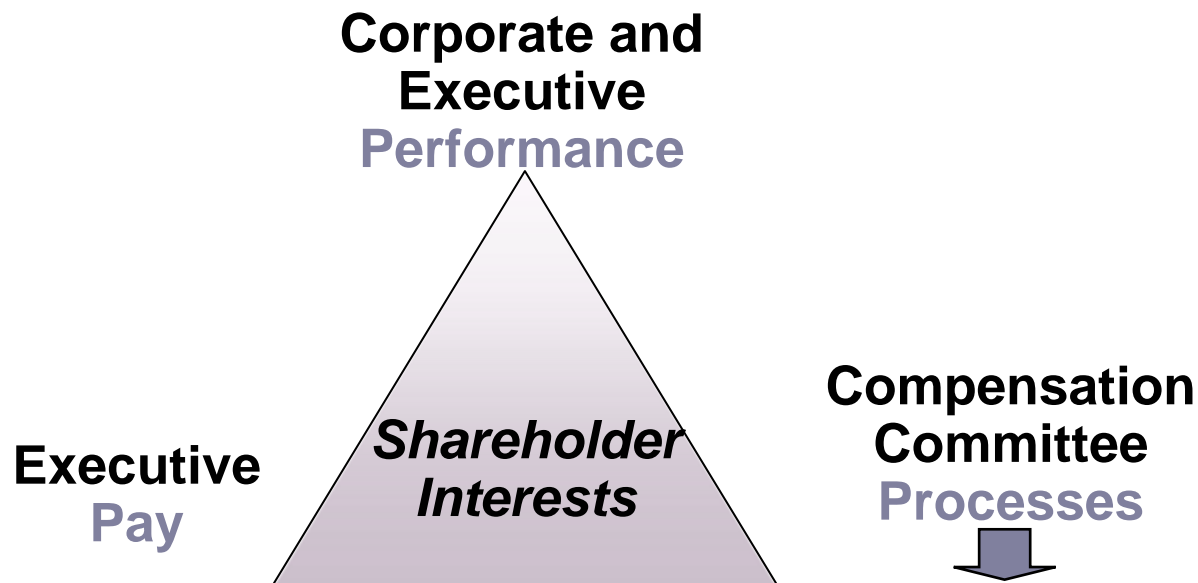 Corporate and
Executive
Performance
Shareholder
Interests
Executive
Pay
Compensation
Committee
Processes